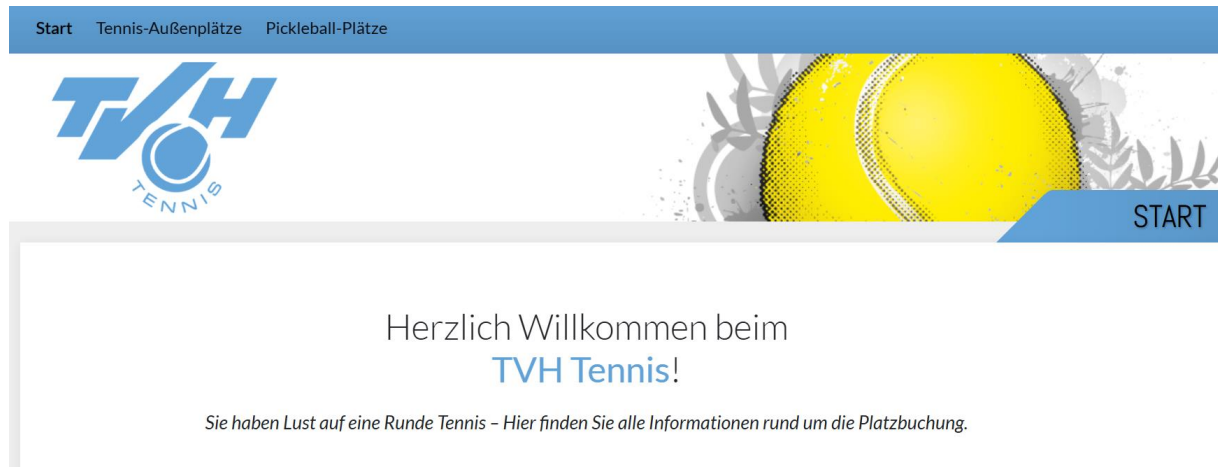 Start Tennis-Außenplätze Pickleball-Plätze
TVH
TENNIS
START
Herzlich Willkommen beim
TVH Tennis!
Sie haben Lust auf eine Runde Tennis – Hier finden Sie alle Informationen rund um die Platzbuchung.